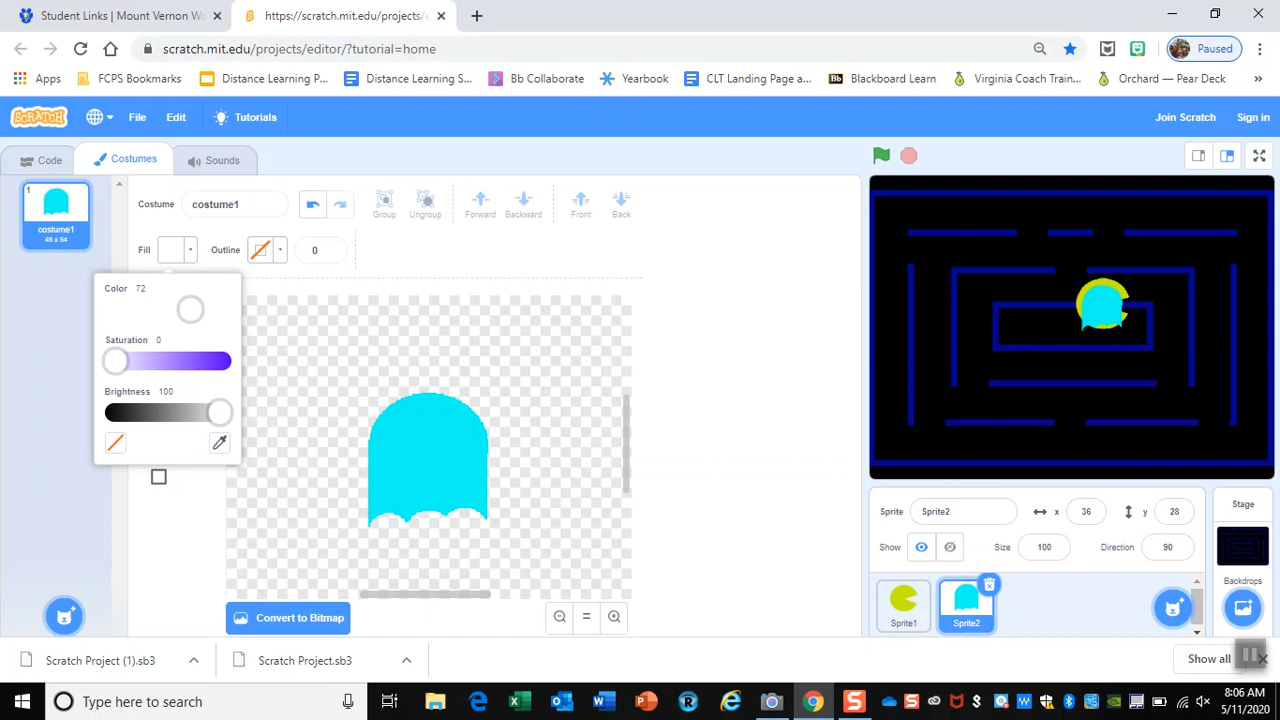 Student Links | Mount Vernon Wo
https://scratch.mit.edu/projects/e
scratch.mit.edu/projects/editor/?tutorial=home
Paused
Apps
FCPS Bookmarks
Distance Learning P...
Distance Learning S...
Bb Collaborate
Yearbook
CLT Landing Page a...
Bb
Blackboard Learn
Virginia Coach Train...
Orchard — Pear Deck
»
SCRATCH
File
Edit
Tutorials
Join Scratch
Sign in
Code
Costumes
Sounds
1
costume1
49 x 54
Costume
costume1
Group
Ungroup
Forward
Backward
Front
Back
Fill
Outline
0
Color 72
Saturation 0
Brightness 100
Convert to Bitmap
Sprite
Sprite2
x
36
y
28
Show
Size
100
Direction
90
Sprite1
Sprite2
Stage
Backdrops
Scratch Project (1).sb3
Scratch Project.sb3
Show all
Type here to search
8:06 AM
5/11/2020